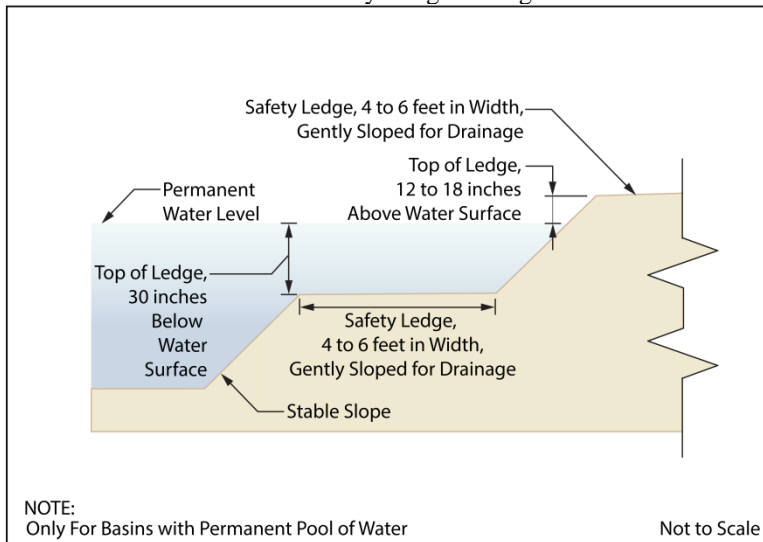 Safety Ledge, 4 to 6 feet in Width,
Gently Sloped for Drainage
Top of Ledge,
12 to 18 inches
Above Water Surface
Permanent
Water Level
Top of Ledge,
30 inches
Below
Water
Surface
Safety Ledge,
4 to 6 feet in Width,
Gently Sloped for Drainage
Stable Slope
NOTE:
Only For Basins with Permanent Pool of Water
Not to Scale